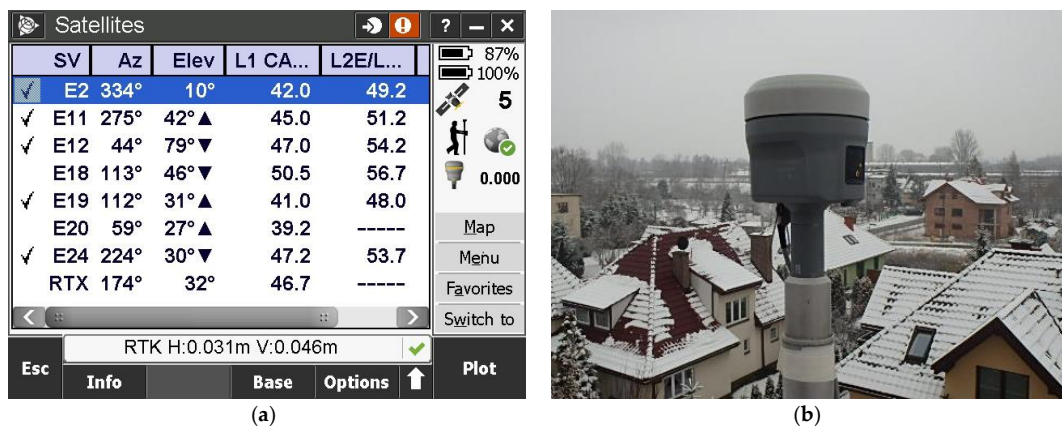 Satellites ? — ×
SV Az Elev L1 CA... L2E/L... 87%
100%
E2 334° 10° 42.0 49.2
5
E11 275° 42°▲ 45.0 51.2
E12 44° 79°▼ 47.0 54.2
E18 113° 46°▼ 50.5 56.7
0.000
E19 112° 31°▲ 41.0 48.0
E20 59° 27°▲ 39.2 -----
Map
E24 224° 30°▼ 47.2 53.7
Menu
RTX 174° 32° 46.7 -----
Favorites
Switch to
RTK H:0.031m V:0.046m
Esc Info Base Options Plot
(a) (b)